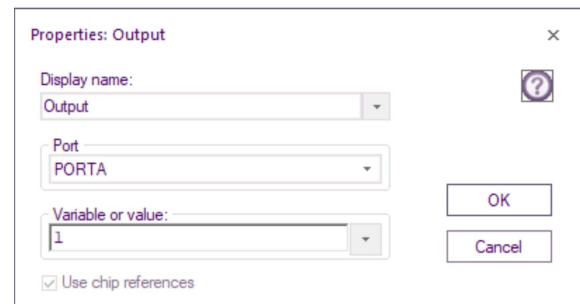 Properties: Output
Display name:
Output
Port
PORTA
OK
Variable or value:
1
Cancel
Use chip references